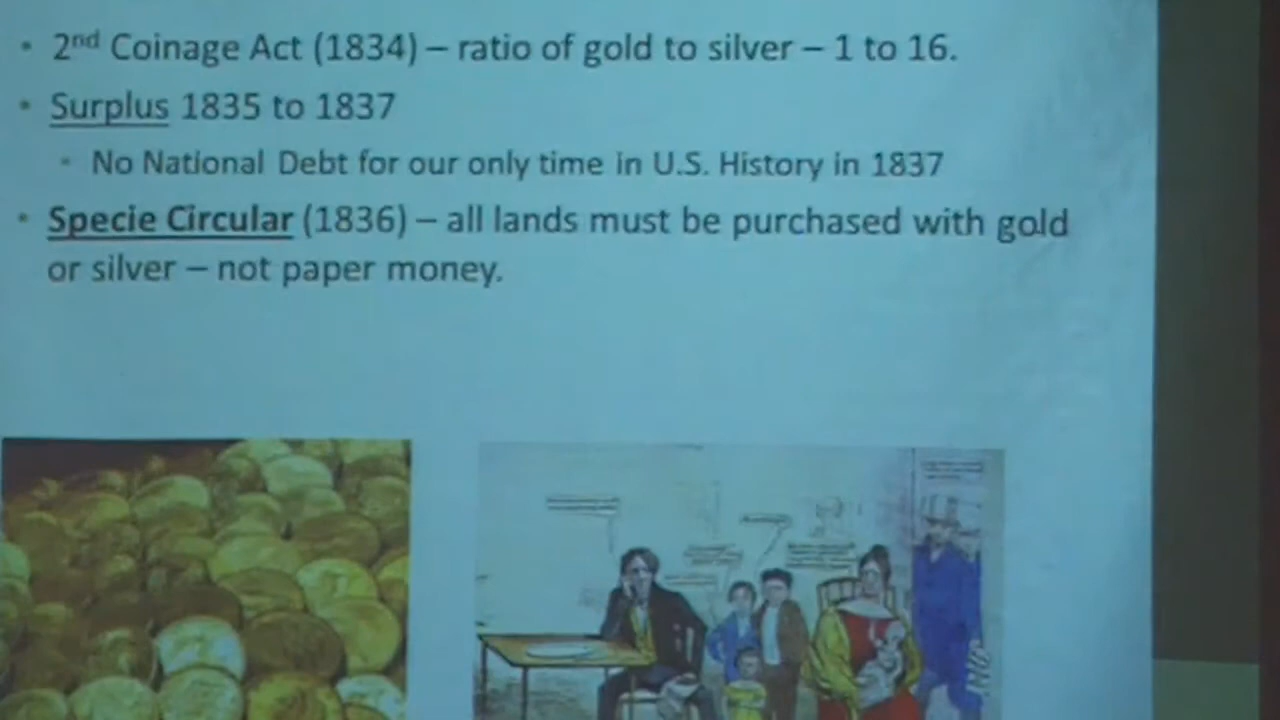 • 2nd Coinage Act (1834) – ratio of gold to silver – 1 to 16.
• Surplus 1835 to 1837
• No National Debt for our only time in U.S. History in 1837
• Specie Circular (1836) – all lands must be purchased with gold
or silver – not paper money.